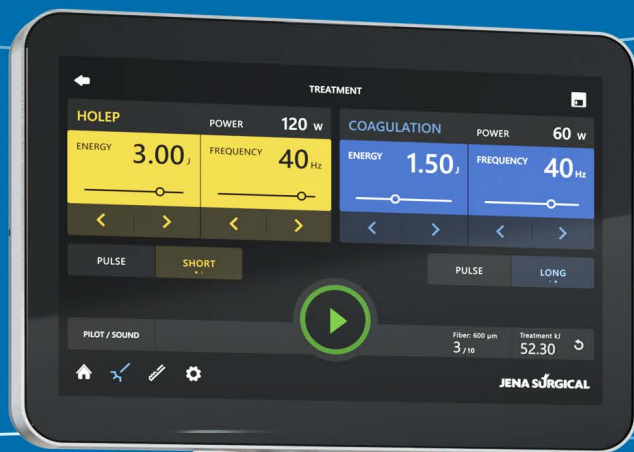 TREATMENT
HOLEP
POWER 120 W
ENERGY 3.00 J
FREQUENCY 40 Hz
PULSE SHORT
COAGULATION
POWER 60 W
ENERGY 1.50 J
FREQUENCY 40 Hz
PULSE LONG
PILOT / SOUND
Fiber: 600 µm
3 / 10
Treatment kJ
52.30
JENA SURGICAL